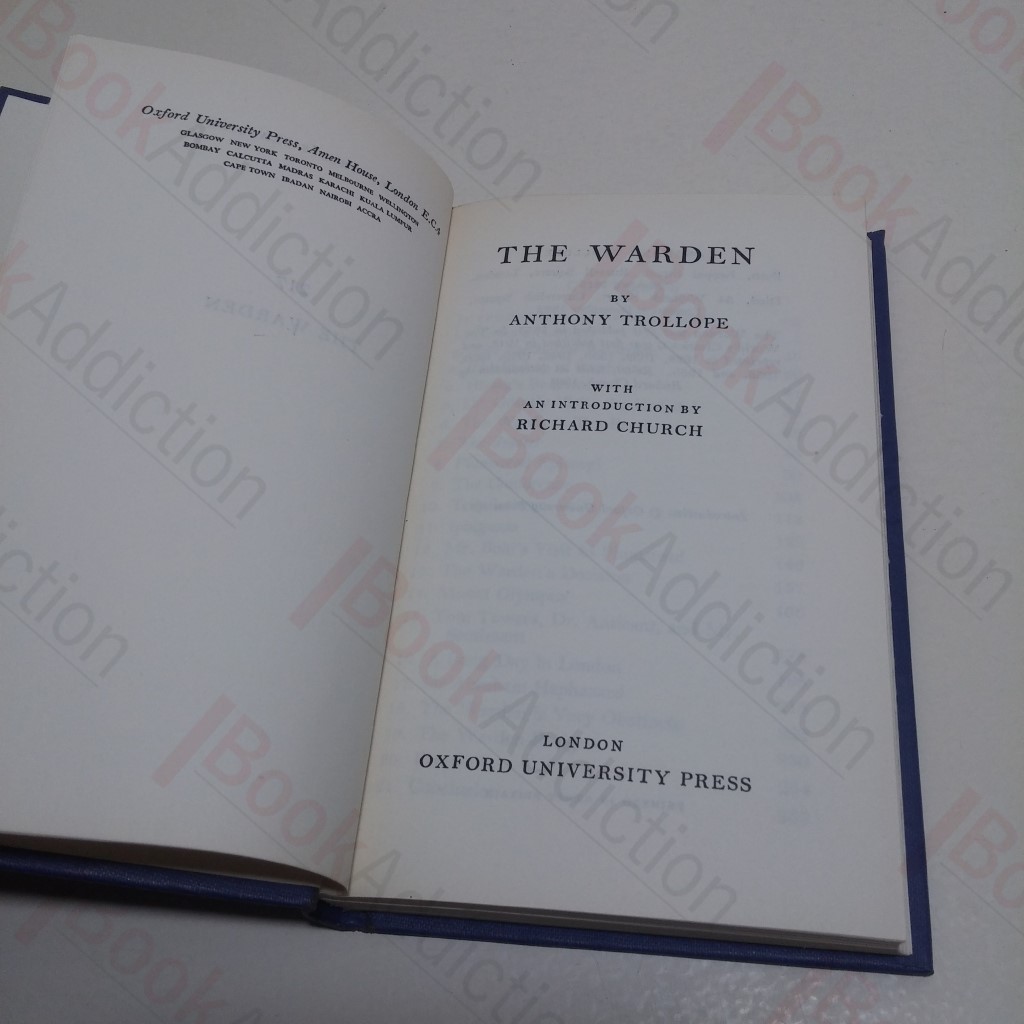 Oxford University Press, Amen House, London E.C.4
GLASGOW NEW YORK TORONTO MELBOURNE WELLINGTON
BOMBAY CALCUTTA MADRAS KARACHI KUALA LUMPUR
CAPE TOWN IBADAN NAIROBI ACCRA
THE WARDEN
BY
ANTHONY TROLLOPE
WITH
AN INTRODUCTION BY
RICHARD CHURCH
LONDON
OXFORD UNIVERSITY PRESS
BookAddiction